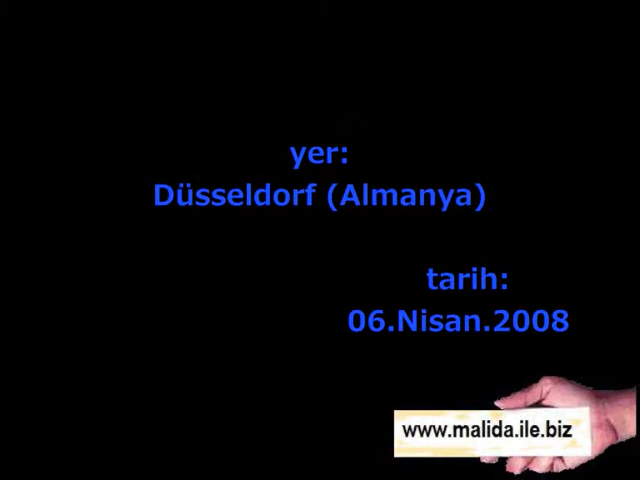 yer:
Düsseldorf (Almanya)
tarih:
06.Nisan.2008
www.malida.ile.biz